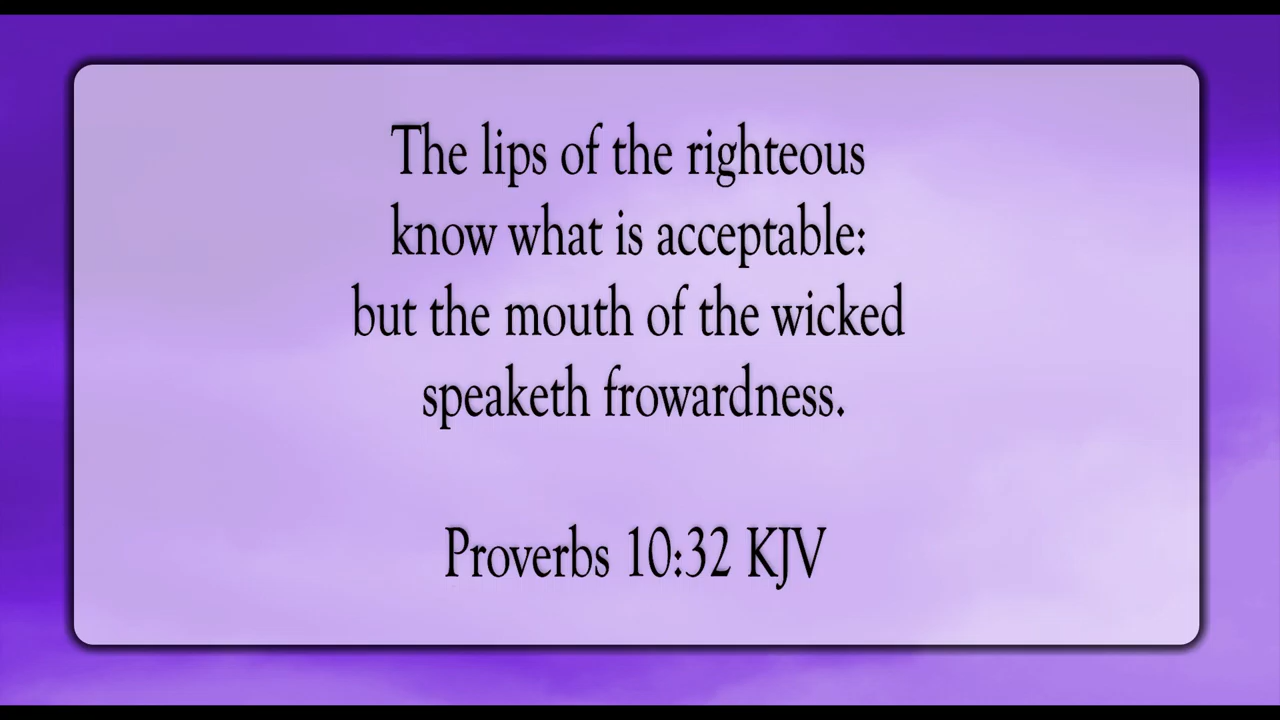 The lips of the righteous
know what is acceptable:
but the mouth of the wicked
speaketh frowardness.
Proverbs 10:32 KJV